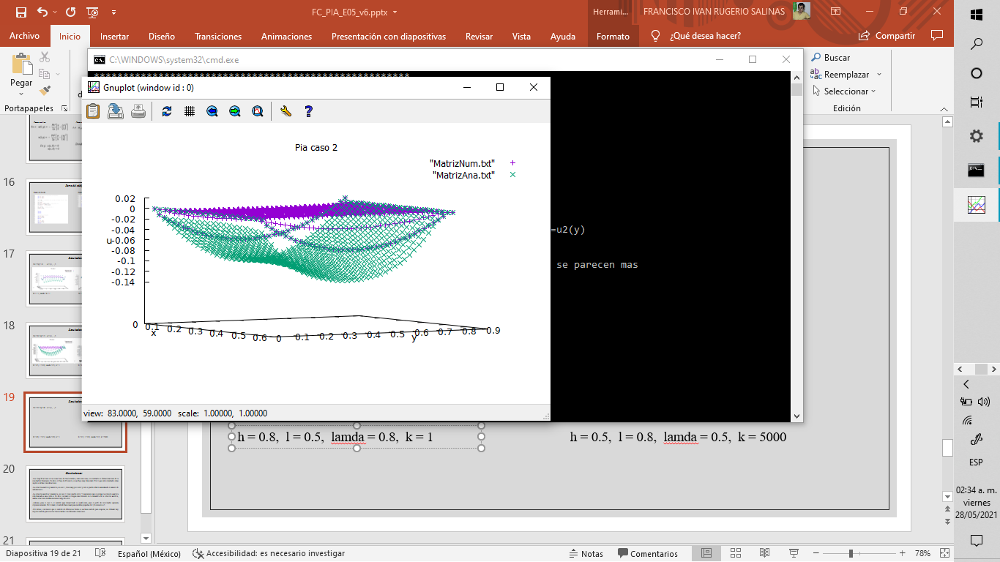 FC_PIA_E05_v6.pptx
Herrami...
FRANCISCO IVAN RUGERIO SALINAS
Archivo
Inicio
Insertar
Diseño
Transiciones
Animaciones
Presentación con diapositivas
Revisar
Vista
Ayuda
Formato
¿Qué desea hacer?
Compartir
Pegar
Portapapeles
C:\WINDOWS\system32\cmd.exe
****************************************************
Buscar
Reemplazar
Seleccionar
Edición
Gnuplot (window id : 0)
Pia caso 2
"MatrizNum.txt"
"MatrizAna.txt"
0.02
0
-0.02
-0.04
-0.06
-0.08
-0.1
-0.12
-0.14
u
0
0.1 0.2 0.3 0.4 0.5 0.6
x
0 0.1 0.2 0.3 0.4 0.5 0.6 0.7 0.8 0.9
y
view: 83.0000, 59.0000 scale: 1.00000, 1.00000
=u2(y)
se parecen mas
16
17
18
19
20
Conclusiones
21
h = 0.8, l = 0.5, lamda = 0.8, k = 1
h = 0.5, l = 0.8, lamda = 0.5, k = 5000
Diapositiva 19 de 21
Español (México)
Accesibilidad: es necesario investigar
Notas
Comentarios
78%
ESP
02:34 a. m.
viernes
28/05/2021